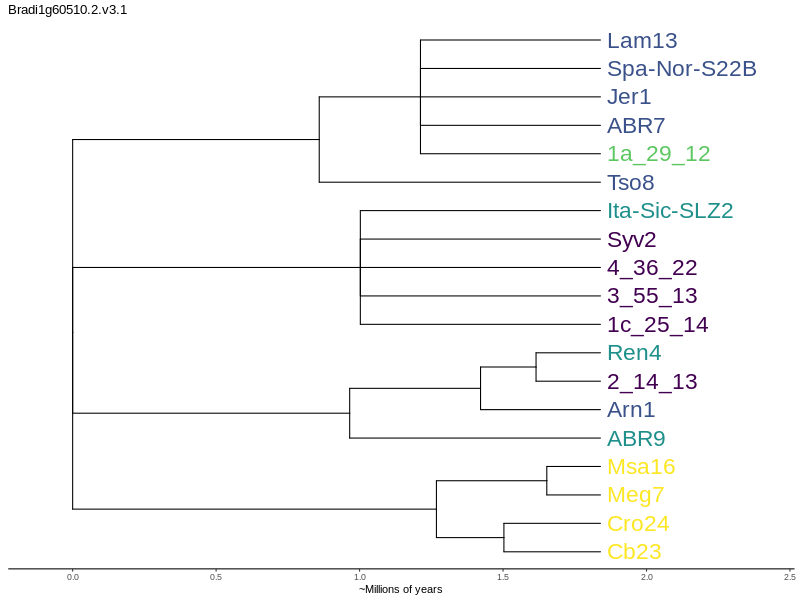 Bradi1g60510.2.v3.1
Lam13
Spa-Nor-S22B
Jer1
ABR7
1a_29_12
Tso8
Ita-Sic-SLZ2
Syv2
4_36_22
3_55_13
1c_25_14
Ren4
2_14_13
Arn1
ABR9
Msa16
Meg7
Cro24
Cb23
0.0 0.5 1.0 1.5 2.0 2.5
~Millions of years